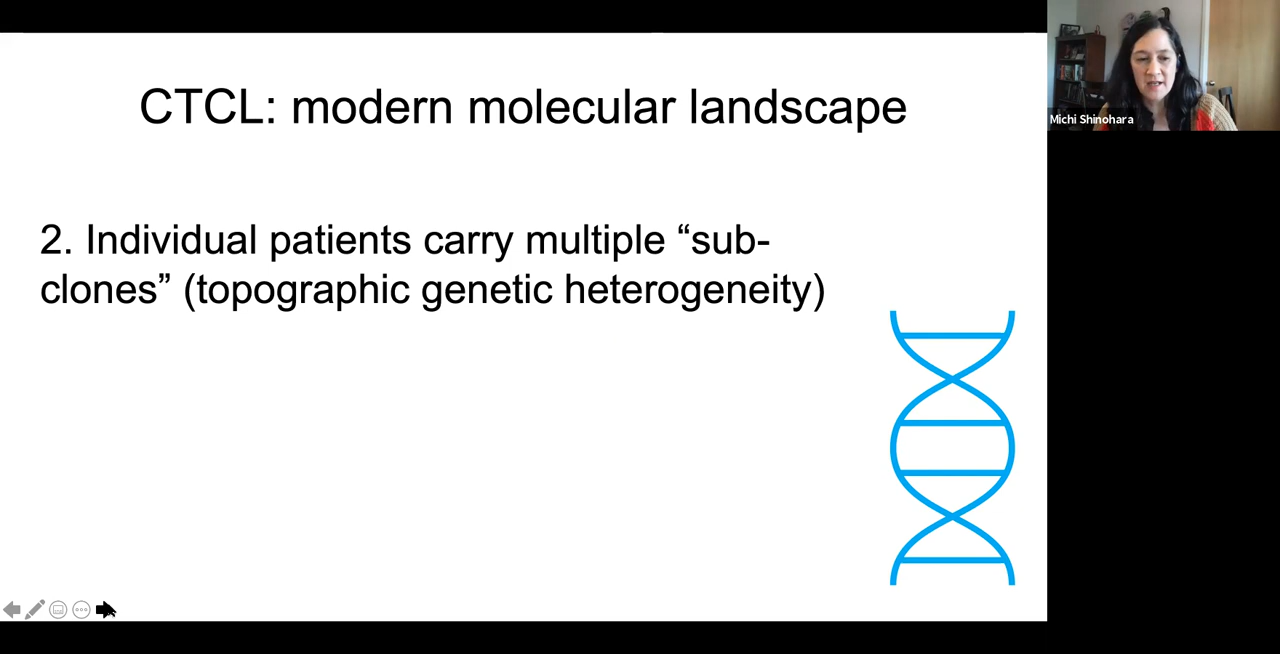 CTCL: modern molecular landscape
2. Individual patients carry multiple “sub-
clones” (topographic genetic heterogeneity)
Michi Shinohara